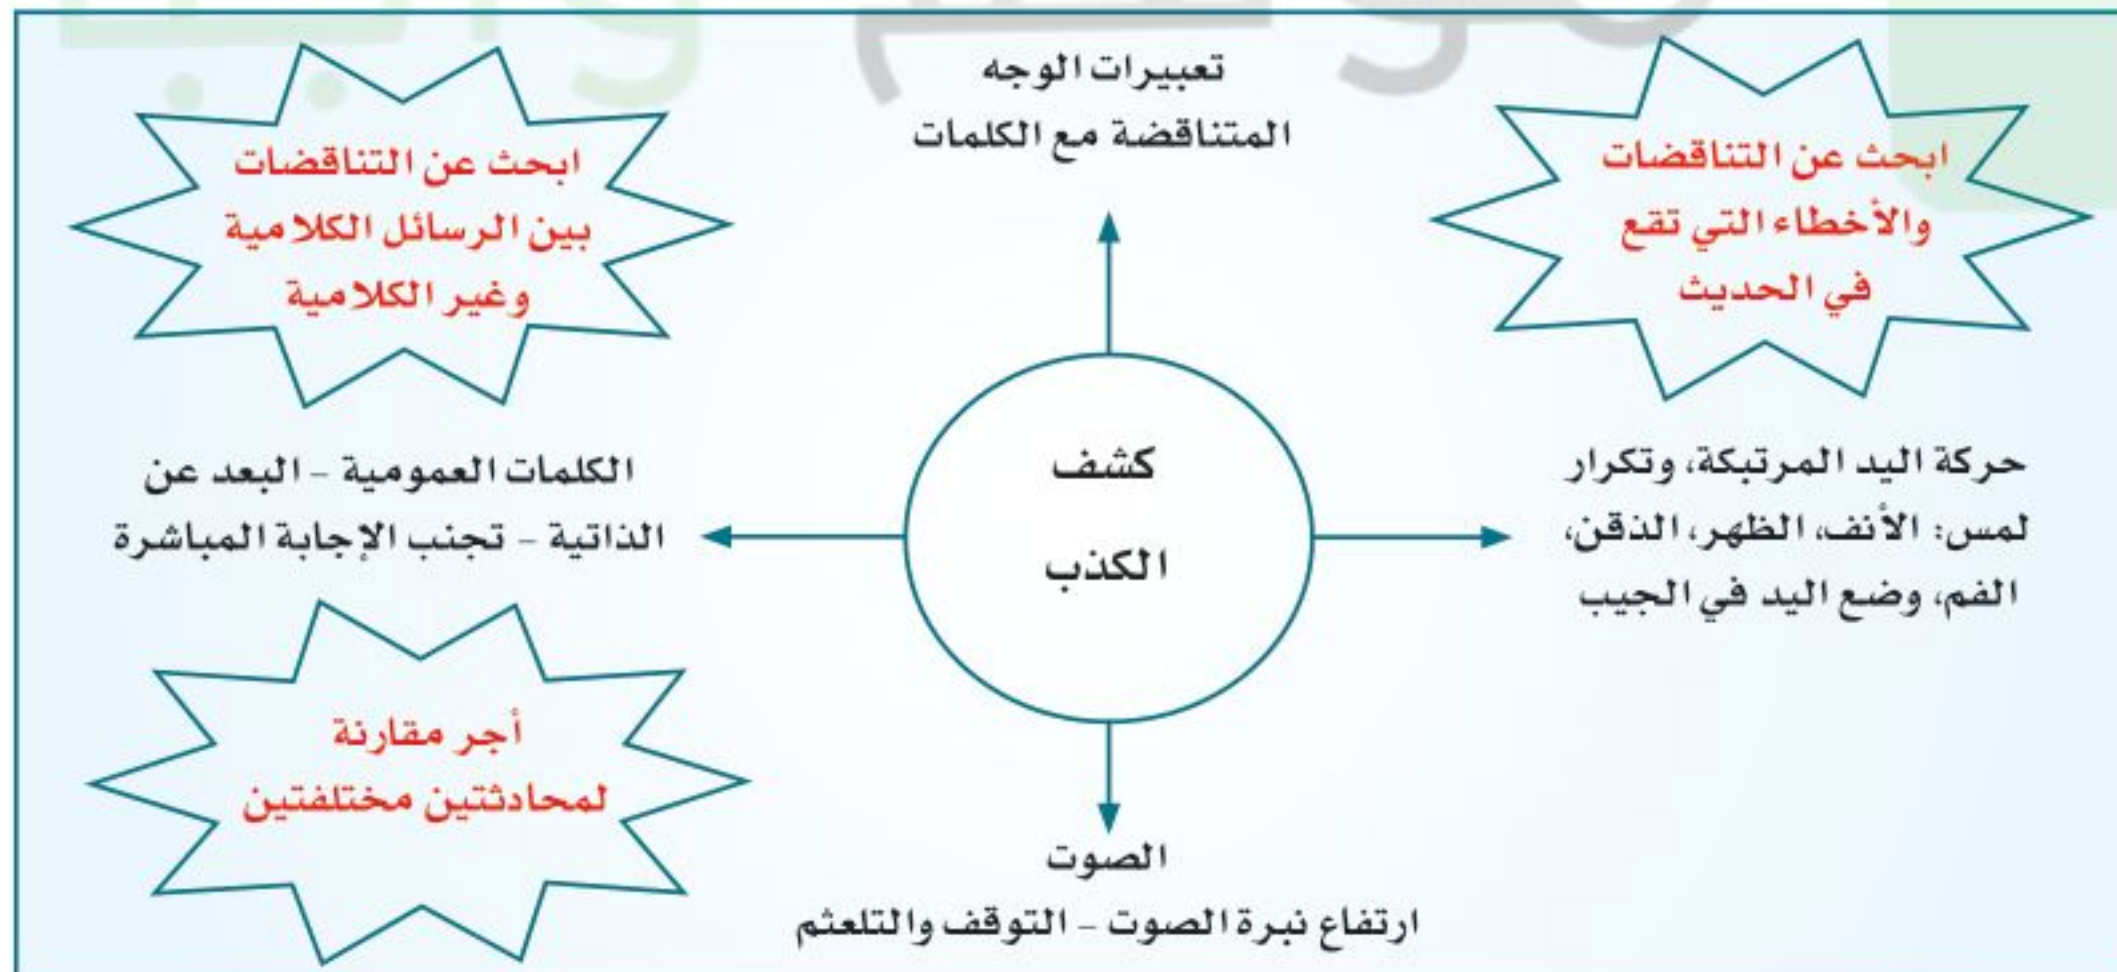 تعبيرات الوجه
المتناقضة مع الكلمات
ابحث عن التناقضات
والأخطاء التي تقع
في الحديث
ابحث عن التناقضات
بين الرسائل الكلامية
وغير الكلامية
كشف
الكذب
حركة اليد المرتبكة، وتكرار
لمس: الأنف، الظهر، الذقن،
الفم، وضع اليد في الجيب
الكلمات العمومية – البعد عن
الذاتية – تجنب الإجابة المباشرة
أجر مقارنة
لمحادثتين مختلفتين
الصوت
ارتفاع نبرة الصوت – التوقف والتلعثم